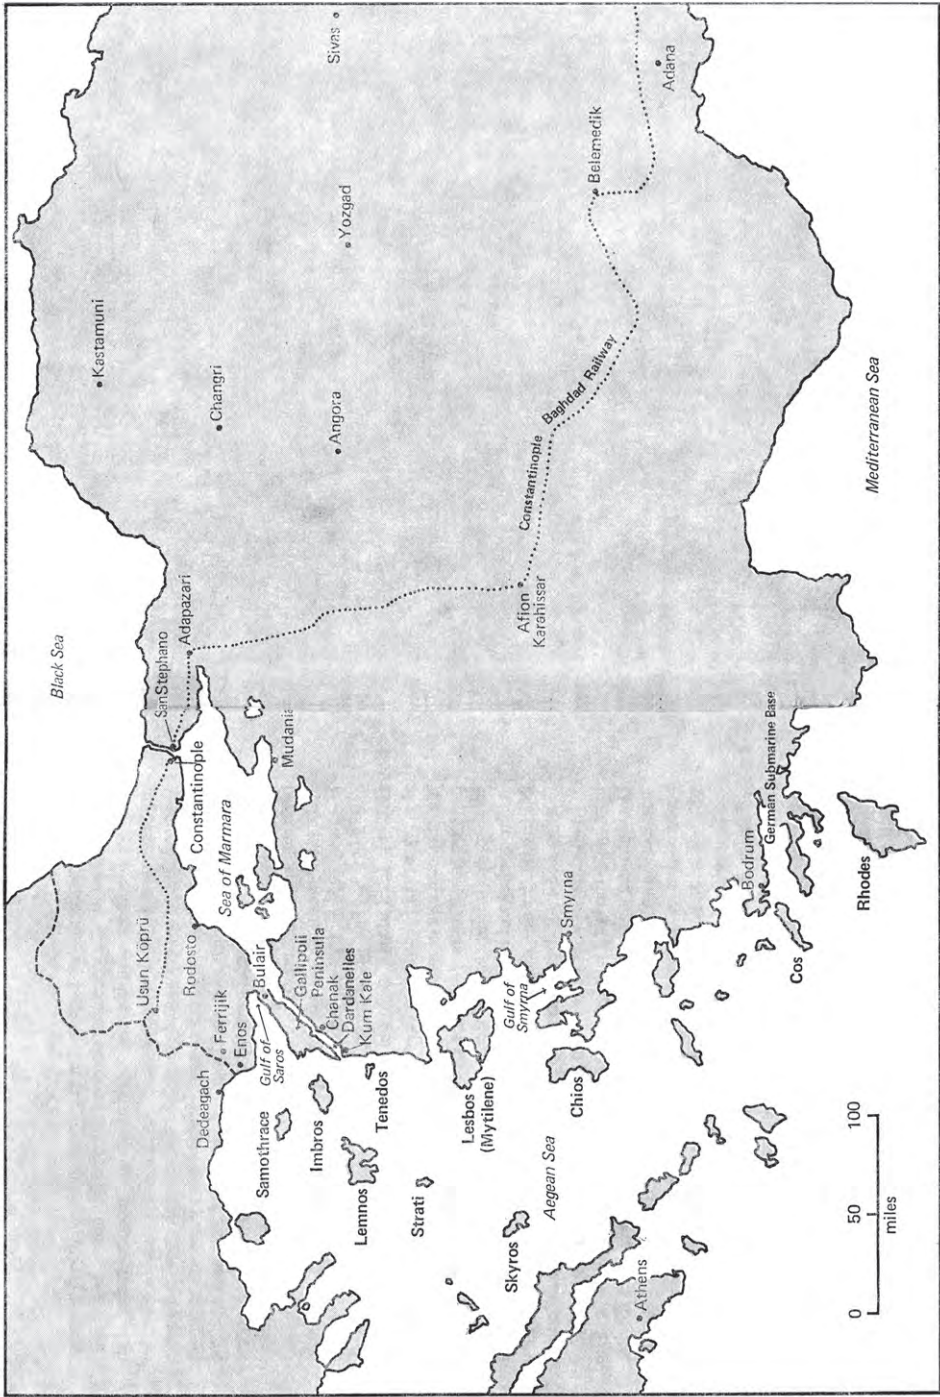 Black Sea
Kastamuni
Changri
Sivas
Yozgad
Angora
SanStephano
Adapazari
Constantinople
Usun Köprü
Rodosto
Sea of Marmara
Mudania
Dedeagach
Ferrijik
Enos
Gulf of
Saros
Bulair
Gallipoli
Peninsula
Chanak
Dardanelles
Kum Kale
Samothrace
Imbros
Tenedos
Lemnos
Strati
Lesbos
(Mytilene)
Gulf of
Smyrna
Smyrna
Chios
Skyros
Aegean Sea
Athens
Afion
Karahissar
Constantinople
Baghdad Railway
Belemedik
Adana
Bodrum
German Submarine Base
Cos
Rhodes
Mediterranean Sea
0 50 100
miles